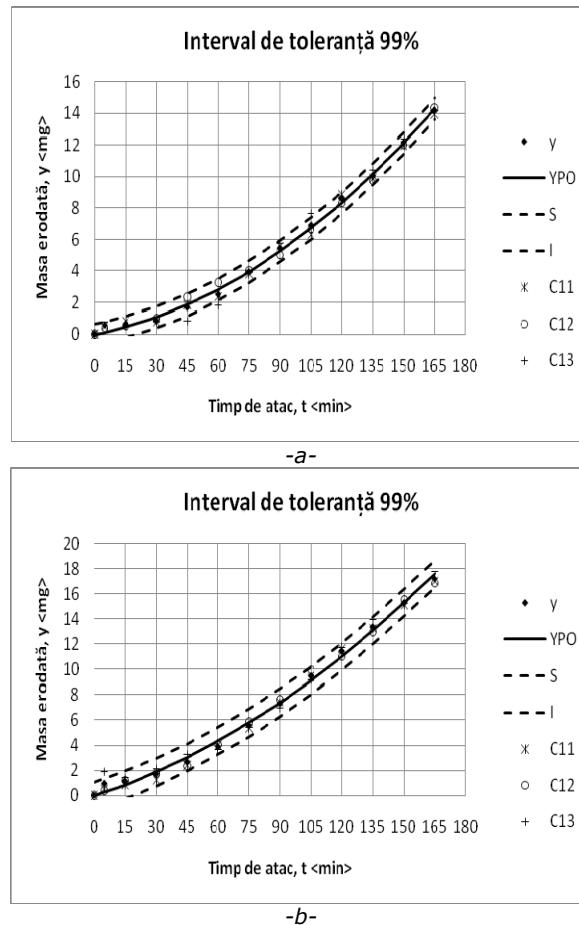 Interval de toleranță 99%
16
14
12
10
8
6
4
2
0
Masa erodată, y <mg>
0 15 30 45 60 75 90 105 120 135 150 165 180
Timp de atac, t <min>
y
YPO
S
I
C11
C12
C13
-a-
Interval de toleranță 99%
20
18
16
14
12
10
8
6
4
2
0
Masa erodată, y <mg>
0 15 30 45 60 75 90 105 120 135 150 165 180
Timp de atac, t <min>
y
YPO
S
I
C11
C12
C13
-b-